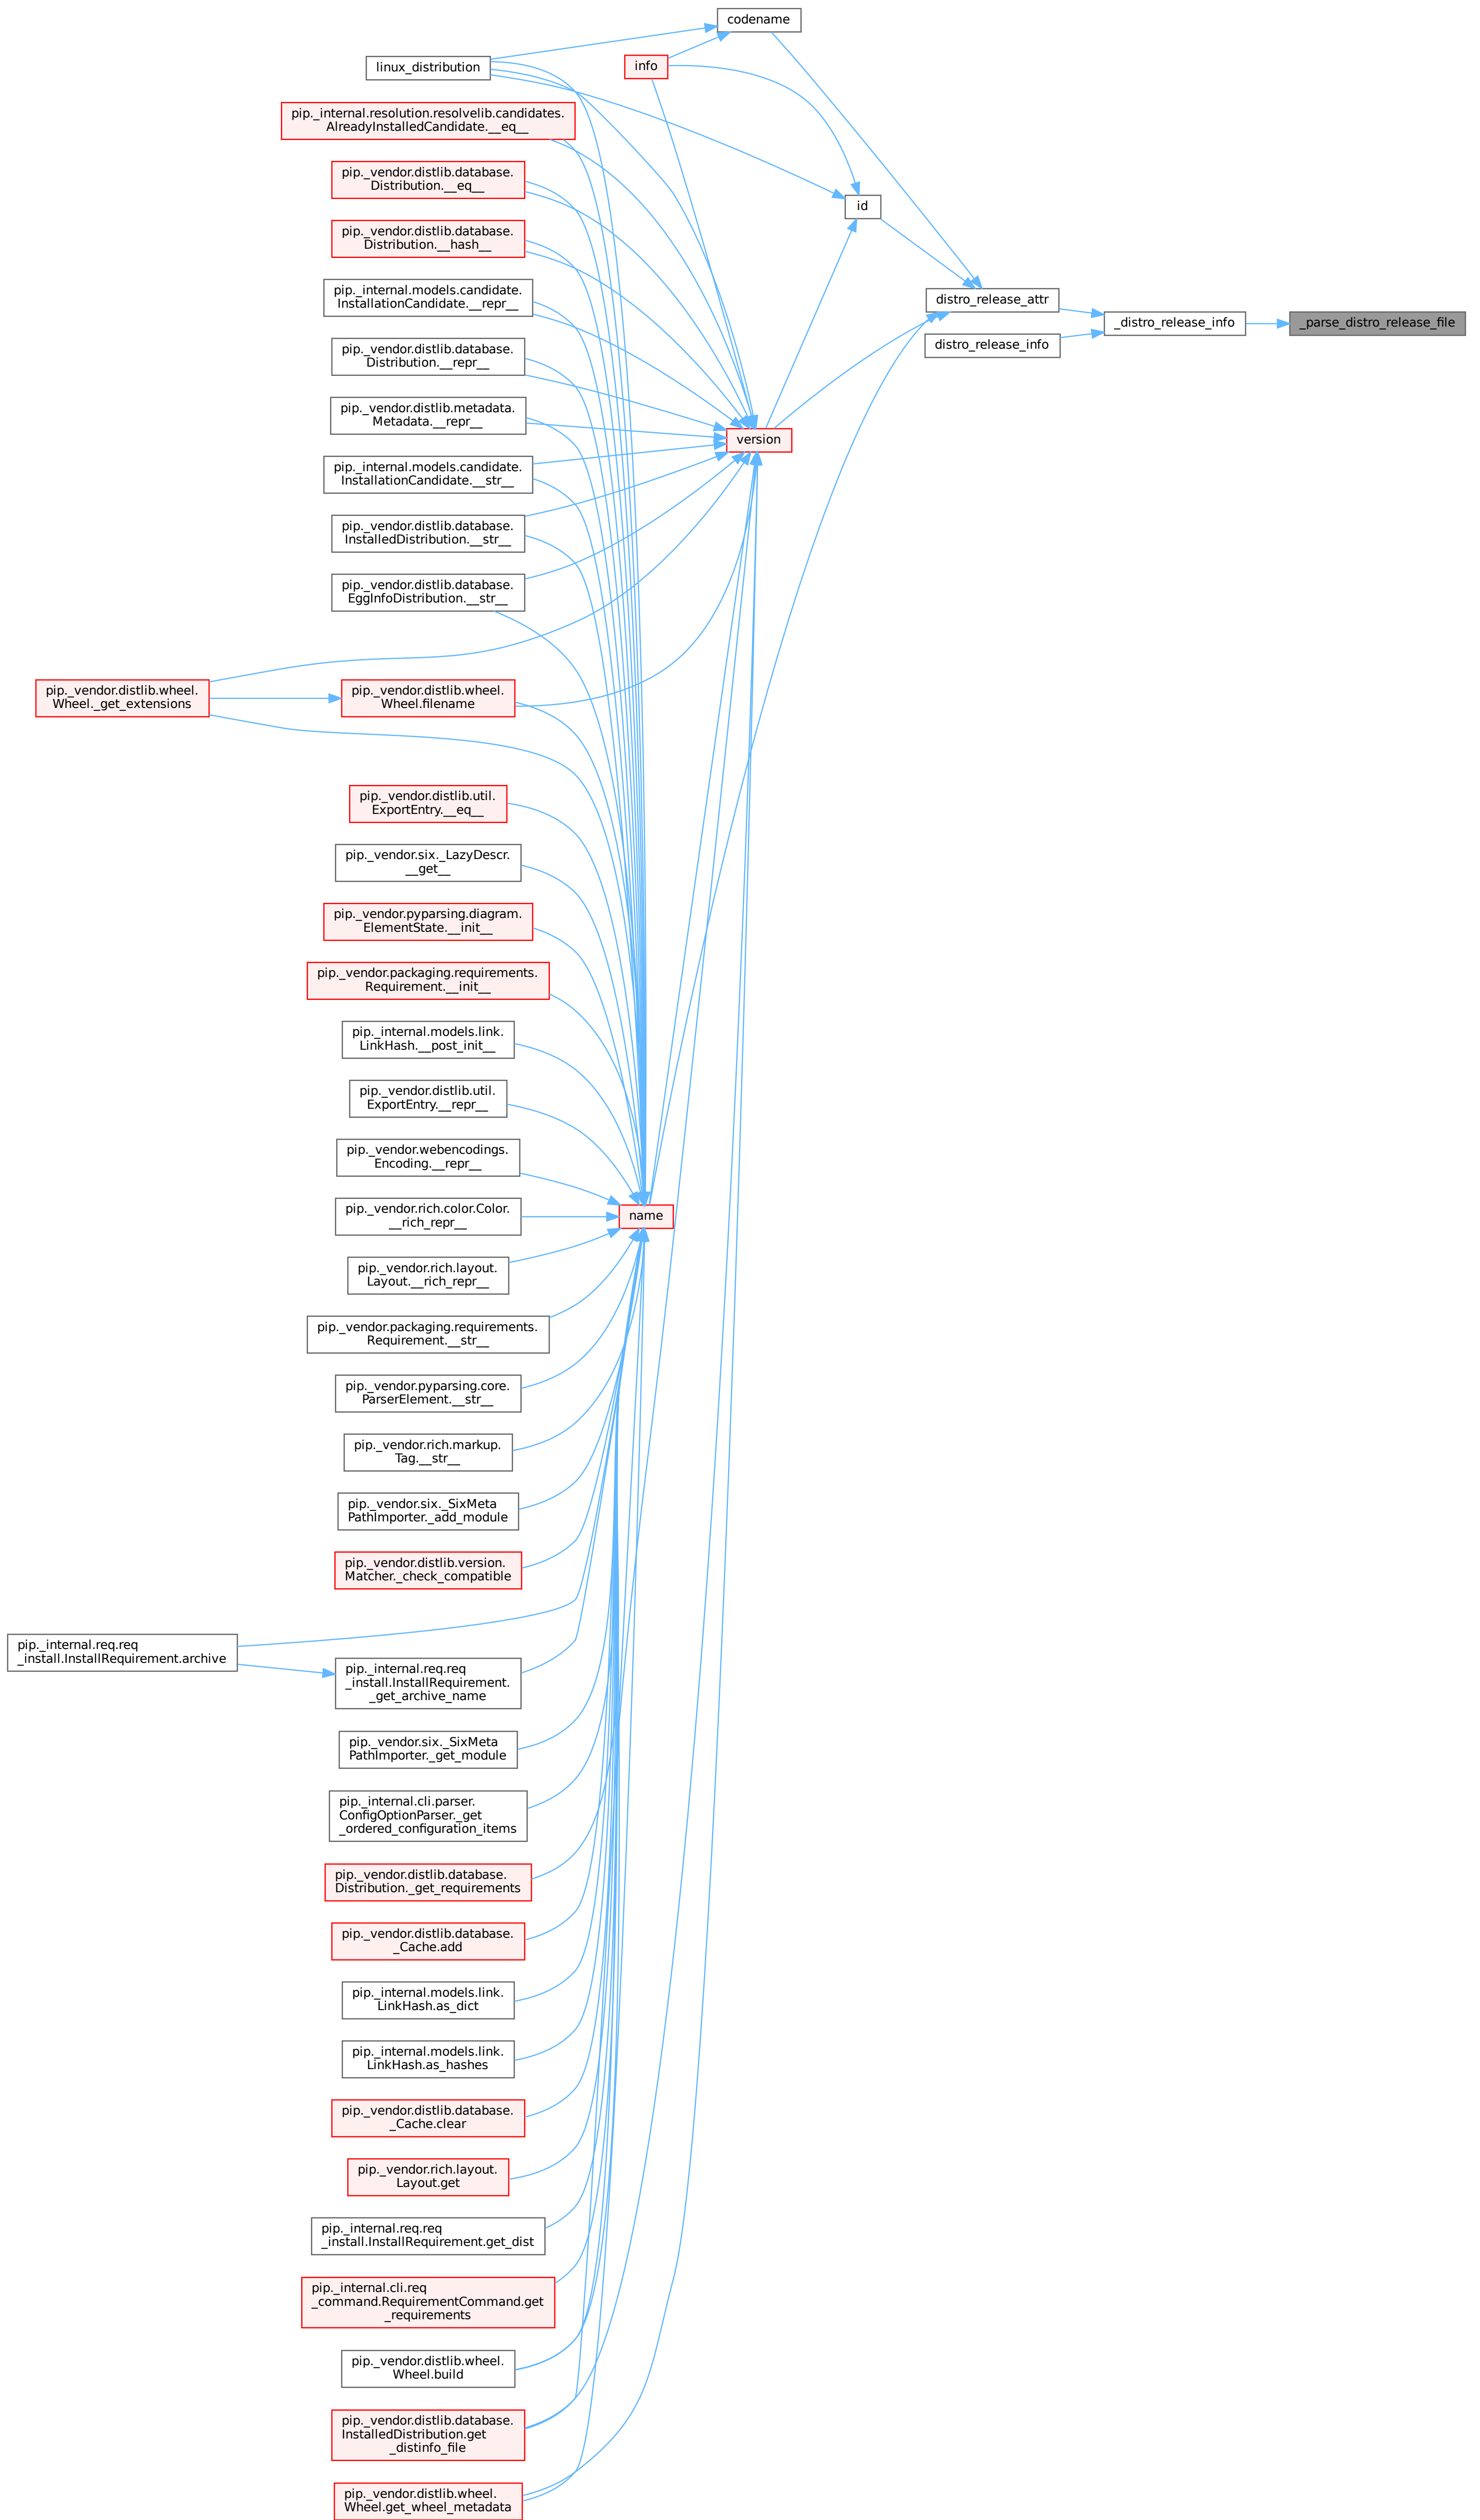 codename
linux_distribution
info
pip._internal.resolution.resolvelib.candidates.
AlreadyInstalledCandidate.__eq__
pip._vendor.distlib.database.
Distribution.__eq__
id
pip._vendor.distlib.database.
Distribution.__hash__
pip._internal.models.candidate.
InstallationCandidate.__repr__
distro_release_attr
_distro_release_info
_parse_distro_release_file
distro_release_info
pip._vendor.distlib.database.
Distribution.__repr__
pip._vendor.distlib.metadata.
Metadata.__repr__
version
pip._internal.models.candidate.
InstallationCandidate.__str__
pip._vendor.distlib.database.
InstalledDistribution.__str__
pip._vendor.distlib.database.
EggInfoDistribution.__str__
pip._vendor.distlib.wheel.
Wheel._get_extensions
pip._vendor.distlib.wheel.
Wheel.filename
pip._vendor.distlib.util.
ExportEntry.__eq__
pip._vendor.six._LazyDescr.
__get__
pip._vendor.pyparsing.diagram.
ElementState.__init__
pip._vendor.packaging.requirements.
Requirement.__init__
pip._internal.models.link.
LinkHash.__post_init__
pip._vendor.distlib.util.
ExportEntry.__repr__
pip._vendor.webencodings.
Encoding.__repr__
name
pip._vendor.rich.color.Color.
__rich_repr__
pip._vendor.rich.layout.
Layout.__rich_repr__
pip._vendor.packaging.requirements.
Requirement.__str__
pip._vendor.pyparsing.core.
ParserElement.__str__
pip._vendor.rich.markup.
Tag.__str__
pip._vendor.six._SixMeta
PathImporter._add_module
pip._vendor.distlib.version.
Matcher._check_compatible
pip._internal.req.req
_install.InstallRequirement.archive
pip._internal.req.req
_install.InstallRequirement.
_get_archive_name
pip._vendor.six._SixMeta
PathImporter._get_module
pip._internal.cli.parser.
ConfigOptionParser._get
_ordered_configuration_items
pip._vendor.distlib.database.
Distribution._get_requirements
pip._vendor.distlib.database.
_Cache.add
pip._internal.models.link.
LinkHash.as_dict
pip._internal.models.link.
LinkHash.as_hashes
pip._vendor.distlib.database.
_Cache.clear
pip._vendor.rich.layout.
Layout.get
pip._internal.req.req
_install.InstallRequirement.get_dist
pip._internal.cli.req
_command.RequirementCommand.get
_requirements
pip._vendor.distlib.wheel.
Wheel.build
pip._vendor.distlib.database.
InstalledDistribution.get
_distinfo_file
pip._vendor.distlib.wheel.
Wheel.get_wheel_metadata